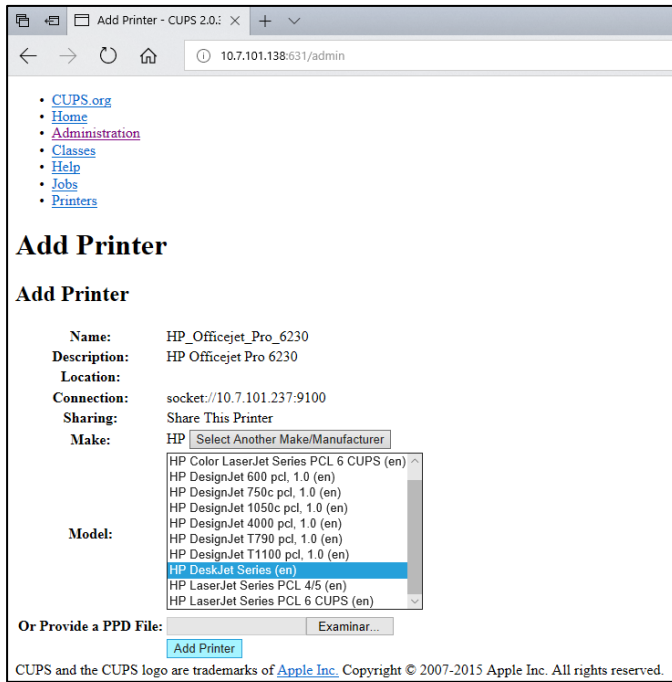 Add Printer - CUPS 2.0.3
10.7.101.138:631/admin
• CUPS.org
• Home
• Administration
• Classes
• Help
• Jobs
• Printers
Add Printer
Add Printer
Name: HP_Officejet_Pro_6230
Description: HP Officejet Pro 6230
Location:
Connection: socket://10.7.101.237:9100
Sharing: Share This Printer
Make: HP Select Another Make/Manufacturer
HP Color LaserJet Series PCL 6 CUPS (en)
HP DesignJet 600 pcl, 1.0 (en)
HP DesignJet 750c pcl, 1.0 (en)
HP DesignJet 1050c pcl, 1.0 (en)
HP DesignJet 4000 pcl, 1.0 (en)
Model:
HP DesignJet T790 pcl, 1.0 (en)
HP DesignJet T1100 pcl, 1.0 (en)
HP DeskJet Series (en)
HP LaserJet Series PCL 4/5 (en)
HP LaserJet Series PCL 6 CUPS (en)
Or Provide a PPD File: Examinar...
Add Printer
CUPS and the CUPS logo are trademarks of Apple Inc. Copyright © 2007-2015 Apple Inc. All rights reserved.